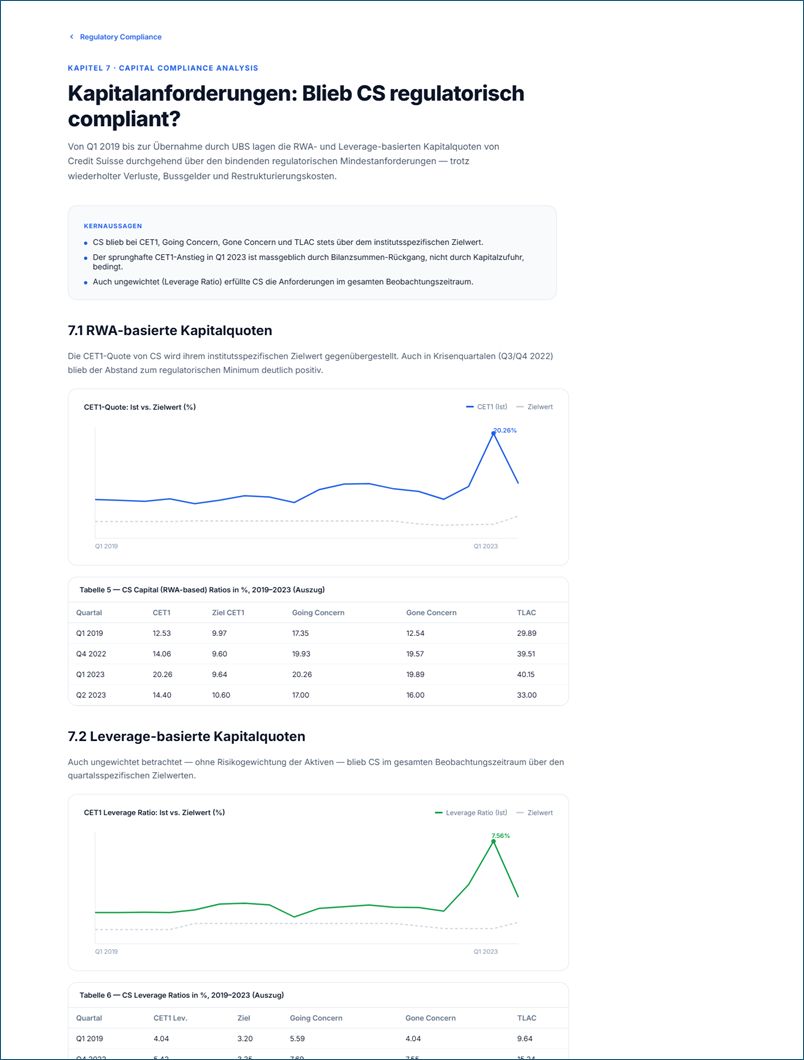 Regulatory Compliance
KAPITEL 7 · CAPITAL COMPLIANCE ANALYSIS
Kapitalanforderungen: Blieb CS regulatorisch
compliant?
Von Q1 2019 bis zur Übernahme durch UBS lagen die RWA- und Leverage-basierten Kapitalquoten von
Credit Suisse durchgehend über den bindenden regulatorischen Mindestanforderungen — trotz
wiederholter Verluste, Bussgelder und Restrukturierungskosten.
KERNAUSSAGEN
CS blieb bei CET1, Going Concern, Gone Concern und TLAC stets über dem institutsspezifischen Zielwert.
Der sprunghafte CET1-Anstieg in Q1 2023 ist massgeblich durch Bilanzsummen-Rückgang, nicht durch Kapitalzufuhr,
bedingt.
Auch ungewichtet (Leverage Ratio) erfüllte CS die Anforderungen im gesamten Beobachtungszeitraum.
7.1 RWA-basierte Kapitalquoten
Die CET1-Quote von CS wird ihrem institutsspezifischen Zielwert gegenübergestellt. Auch in Krisenquartalen (Q3/Q4 2022)
blieb der Abstand zum regulatorischen Minimum deutlich positiv.
CET1-Quote: Ist vs. Zielwert (%) CET1 (Ist) Zielwert
20.26%
Q1 2019 Q1 2023
Tabelle 5 — CS Capital (RWA-based) Ratios in %, 2019–2023 (Auszug)
Quartal CET1 Ziel CET1 Going Concern Gone Concern TLAC
Q1 2019 12.53 9.97 17.35 12.54 29.89
Q4 2022 14.06 9.60 19.93 19.57 39.51
Q1 2023 20.26 9.64 20.26 19.89 40.15
Q2 2023 14.40 10.60 17.00 16.00 33.00
7.2 Leverage-basierte Kapitalquoten
Auch ungewichtet betrachtet — ohne Risikogewichtung der Aktiven — blieb CS im gesamten Beobachtungszeitraum über den
quartalsspezifischen Zielwerten.
CET1 Leverage Ratio: Ist vs. Zielwert (%) Leverage Ratio (Ist) Zielwert
7.56%
Q1 2019 Q1 2023
Tabelle 6 — CS Leverage Ratios in %, 2019–2023 (Auszug)
Quartal CET1 Lev. Ziel Going Concern Gone Concern TLAC
Q1 2019 4.04 3.20 5.59 4.04 9.64